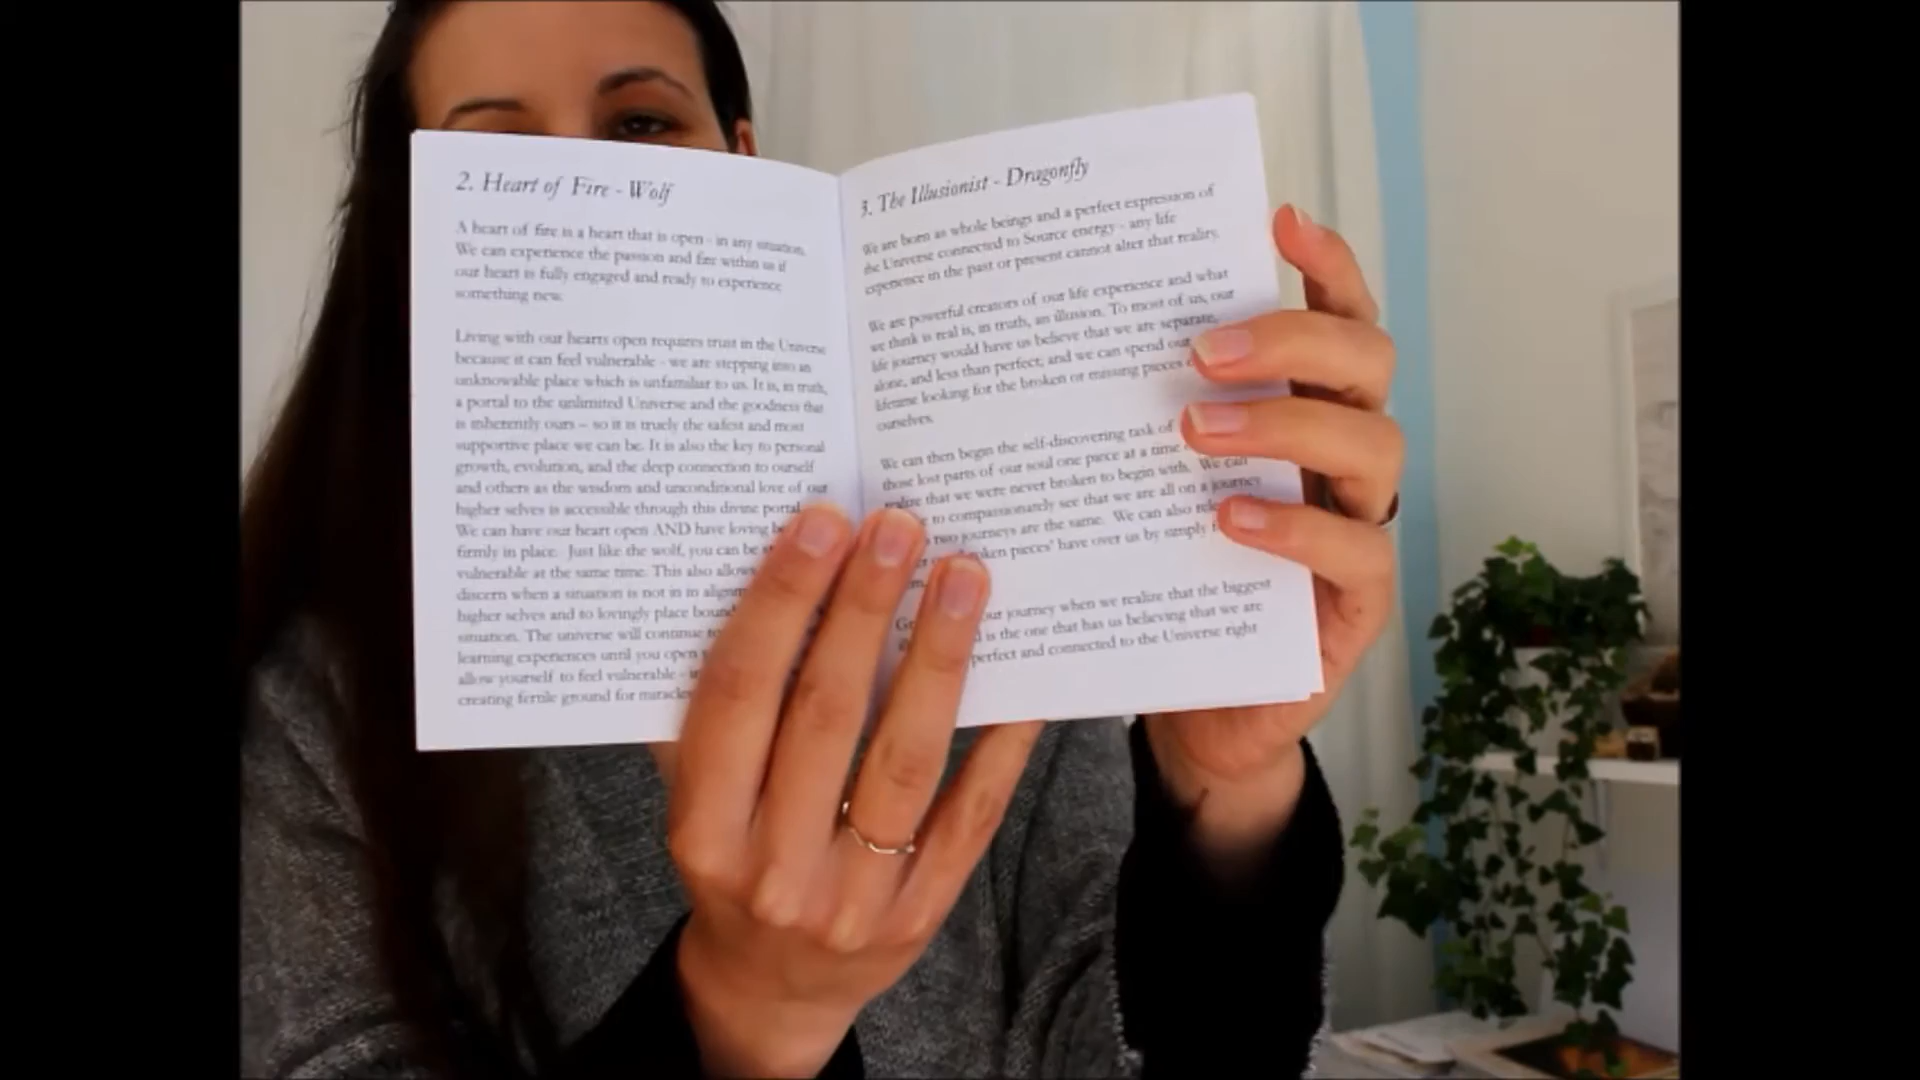 2. Heart of Fire - Wolf
A heart of fire is a heart that is open - in any situation.
We can experience the passion and fire within us if
our heart is fully engaged and ready to experience
something new.
Living with our hearts open requires trust in the Universe
because it can feel vulnerable - we are stepping into an
unknowable place which is unfamiliar to us. It is, in truth,
a portal to the unlimited Universe and the goodness that
is inherently ours – so it is truely the safest and most
supportive place we can be. It is also the key to personal
growth, evolution, and the deep connection to ourself
and others as the wisdom and unconditional love of our
higher selves is accessible through this divine portal.
We can have our heart open AND have loving
firmly in place. Just like the wolf, you can be
vulnerable at the same time. This also allows
discern when a situation is not in in
higher selves and to lovingly place
situation. The universe will continue to
learning experiences until you open
allow yourself to feel vulnerable -
creating fertile ground for miracles
3. The Illusionist - Dragonfly
We are born as whole beings and a perfect expression of
the Universe connected to Source energy - any life
experience in the past or present cannot alter that reality.
We are powerful creators of our life experience and what
we think is real is, in truth, an illusion. To most of us, our
life journey would have us believe that we are separate,
alone, and less than perfect; and we can spend our
lifetime looking for the broken or missing pieces
ourselves.
We can then begin the self-discovering task of
those lost parts of our soul one piece at a time
realize that we were never broken to begin with. We can
to compassionately see that we are all on a journey
two journeys are the same. We can also
pieces' have over us by simply
our journey when we realize that the biggest
is the one that has us believing that we are
perfect and connected to the Universe right